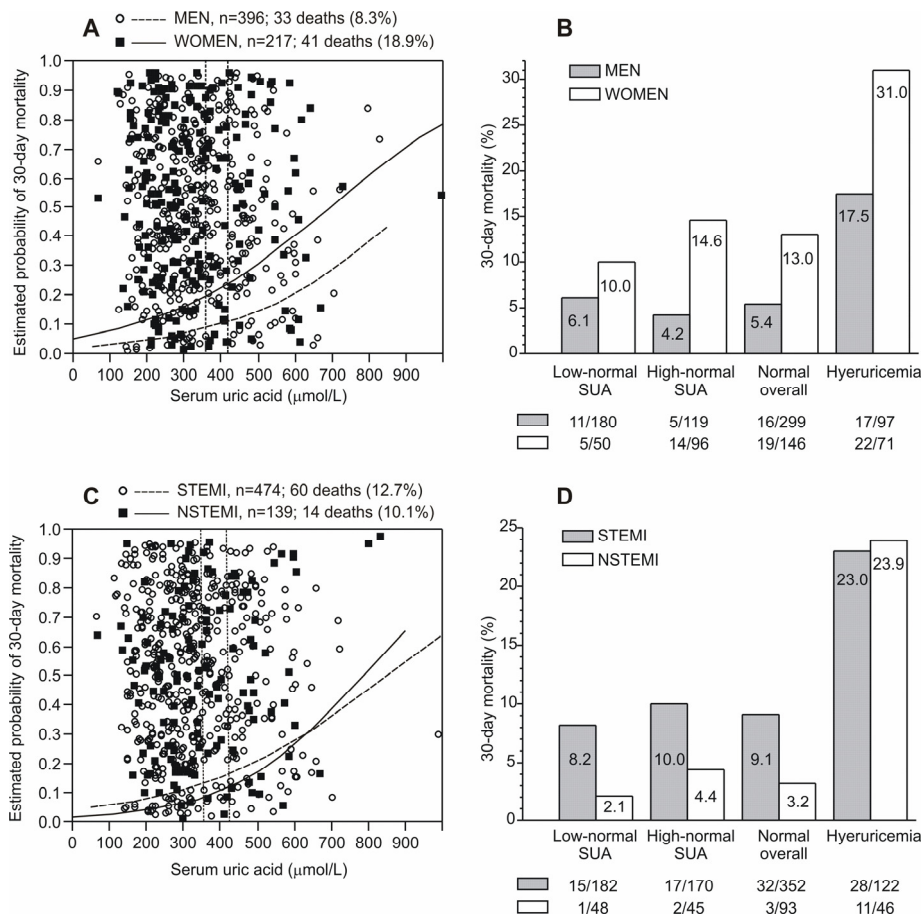 A
MEN, n=396; 33 deaths (8.3%)
WOMEN, n=217; 41 deaths (18.9%)
Estimated probability of 30-day mortality
1.0
0.9
0.8
0.7
0.6
0.5
0.4
0.3
0.2
0.1
0.0
0 100 200 300 400 500 600 700 800 900
Serum uric acid (μmol/L)
B
MEN
WOMEN
30-day mortality (%)
30
25
20
15
10
5
0
6.1 10.0 4.2 14.6 5.4 13.0 17.5 31.0
Low-normal SUA High-normal SUA Normal overall Hyeruricemia
11/180 5/119 16/299 17/97
5/50 14/96 19/146 22/71
C
STEMI, n=474; 60 deaths (12.7%)
NSTEMI, n=139; 14 deaths (10.1%)
Estimated probability of 30-day mortality
1.0
0.9
0.8
0.7
0.6
0.5
0.4
0.3
0.2
0.1
0.0
0 100 200 300 400 500 600 700 800 900
Serum uric acid (μmol/L)
D
STEMI
NSTEMI
30-day mortality (%)
25
20
15
10
5
0
8.2 2.1 10.0 4.4 9.1 3.2 23.0 23.9
Low-normal SUA High-normal SUA Normal overall Hyeruricemia
15/182 17/170 32/352 28/122
1/48 2/45 3/93 11/46